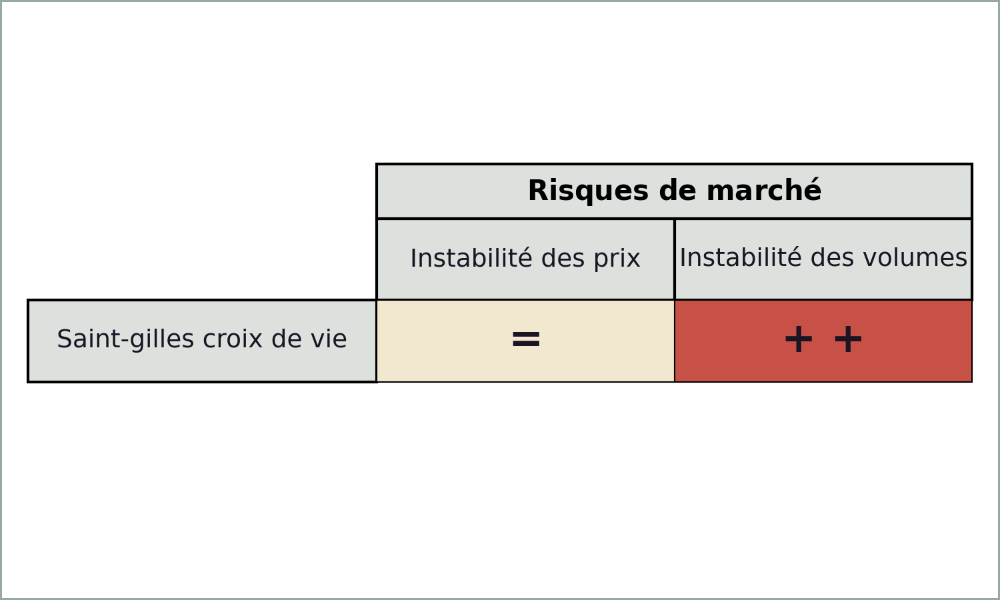 Risques de marché
Instabilité des prix
Instabilité des volumes
Saint-gilles croix de vie
=
+ +